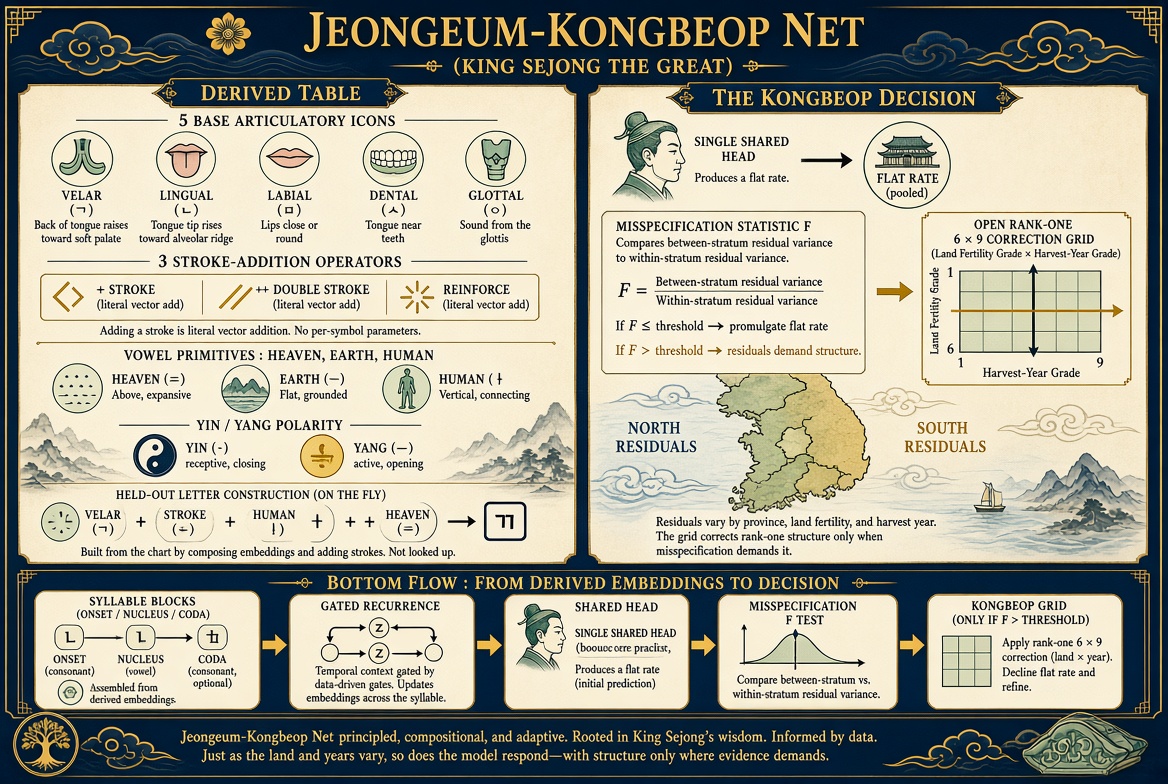 JEONGEUM-KONGBEOP NET
(KING SEJONG THE GREAT)
DERIVED TABLE
5 BASE ARTICULATORY ICONS
VELAR
(ㄱ)
Back of tongue raises
toward soft palate
LINGUAL
(ㄴ)
Tongue tip rises
toward alveolar ridge
LABIAL
(ㅁ)
Lips close or
round
DENTAL
(ㅅ)
Tongue near
teeth
GLOTTAL
(ㅇ)
Sound from the
glottis
3 STROKE-ADDITION OPERATORS
+ STROKE
(literal vector add)
++ DOUBLE STROKE
(literal vector add)
REINFORCE
(literal vector add)
Adding a stroke is literal vector addition. No per-symbol parameters.
VOWEL PRIMITIVES : HEAVEN, EARTH, HUMAN
HEAVEN (=)
Above, expansive
EARTH (—)
Flat, grounded
HUMAN (ㅏ
Vertical, connecting
YIN / YANG POLARITY
YIN (-)
receptive, closing
YANG (—)
active, opening
HELD-OUT LETTER CONSTRUCTION (ON THE FLY)
VELAR
(ㄱ)
+
STROKE
(÷)
+
HUMAN
ㅏ)
+
+ +
HEAVEN
(=)
ㄲ
Built from the chart by composing embeddings and adding strokes. Not looked up.
THE KONGBEOP DECISION
SINGLE SHARED
HEAD
Produces a flat rate.
FLAT RATE
(pooled)
MISSPECIFICATION STATISTIC F
Compares between-stratum residual variance
to within-stratum residual variance.
F = Between-stratum residual variance
Within-stratum residual variance
If F ≤ threshold → promulgate flat rate
If F > threshold → residuals demand structure.
OPEN RANK-ONE
6 × 9 CORRECTION GRID
(Land Fertility Grade × Harvest-Year Grade)
Land Fertility Grade
1
6
1
9
Harvest-Year Grade
NORTH
RESIDUALS
SOUTH
RESIDUALS
Residuals vary by province, land fertility, and harvest year.
The grid corrects rank-one structure only when
misspecification demands it.
BOTTOM FLOW : FROM DERIVED EMBEDDINGS TO DECISION
SYLLABLE BLOCKS
(ONSET / NUCLEUS / CODA)
ㄴ
ㄴ
ONSET
(consonant)
NUCLEUS
(vowel)
CODA
(consonant,
optional)
Assembled from
derived embeddings.
GATED RECURRENCE
Z
Z
Temporal context gated by
data-driven gates. Updates
embeddings across the syllable.
SHARED HEAD
SINGLE SHARED HEAD
Produces a flat rate
(initial prediction)
MISSPECIFICATION
F TEST
Compare between-stratum vs.
within-stratum residual variance.
KONGBEOP GRID
(ONLY IF F > THRESHOLD)
Apply rank-one 6 × 9
correction (land × year).
Decline flat rate and
refine.
Jeongeum-Kongbeop Net principled, compositional, and adaptive. Rooted in King Sejong's wisdom. Informed by data.
Just as the land and years vary, so does the model respond—with structure only where evidence demands.